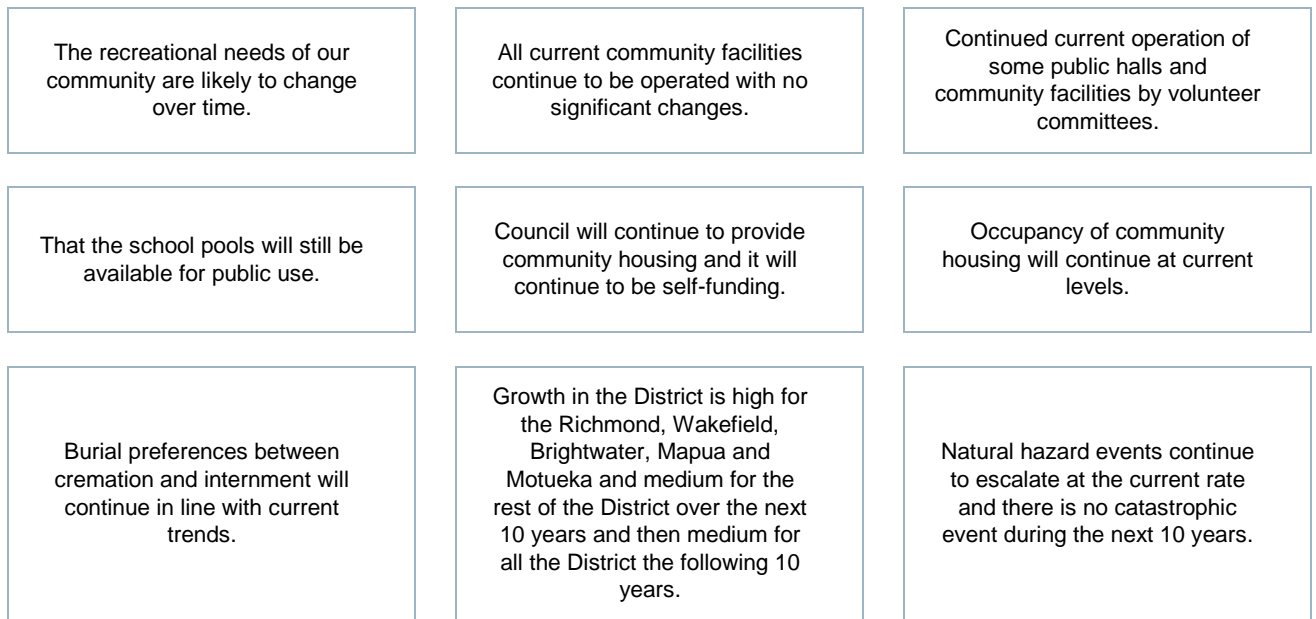 The recreational needs of our
community are likely to change
over time.
All current community facilities
continue to be operated with no
significant changes.
Continued current operation of
some public halls and
community facilities by volunteer
committees.
That the school pools will still be
available for public use.
Council will continue to provide
community housing and it will
continue to be self-funding.
Occupancy of community
housing will continue at current
levels.
Burial preferences between
cremation and internment will
continue in line with current
trends.
Growth in the District is high for
the Richmond, Wakefield,
Brightwater, Mapua and
Motueka and medium for the
rest of the District over the next
10 years and then medium for
all the District the following 10
years.
Natural hazard events continue
to escalate at the current rate
and there is no catastrophic
event during the next 10 years.